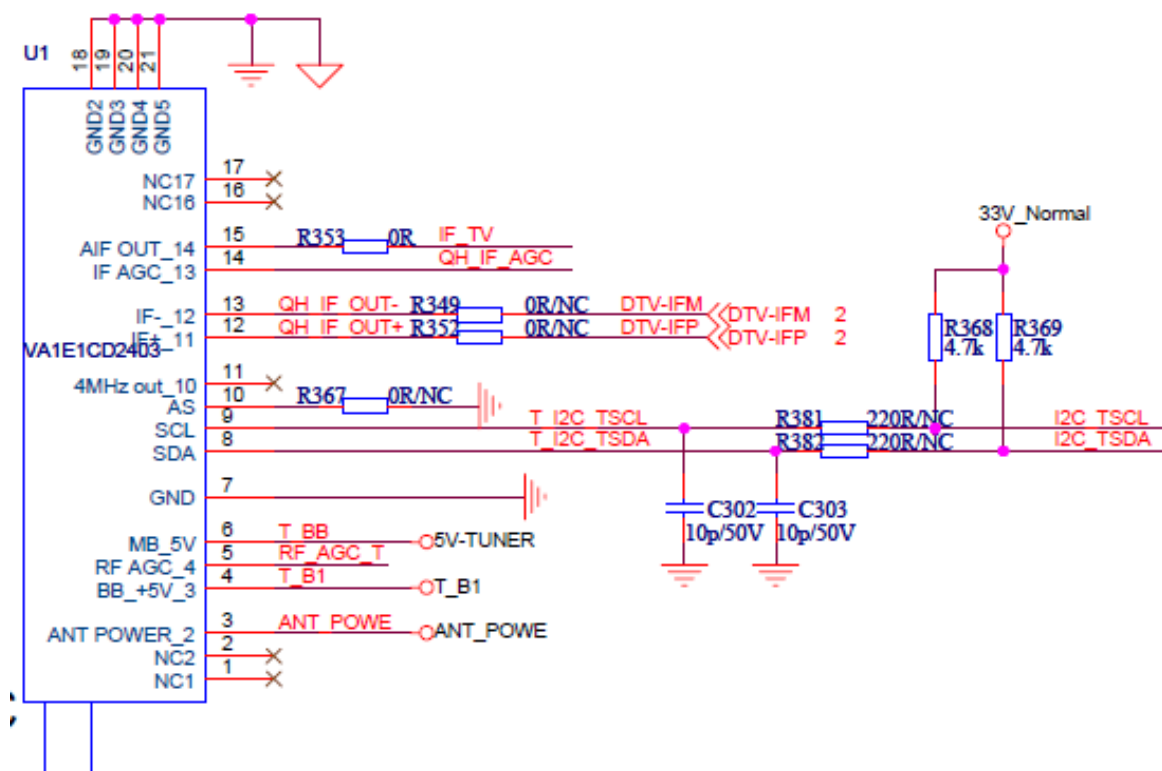 U1
18
19
20
21
GND2
GND3
GND4
GND5
NC17 17
NC16 16
AIF OUT_14 15 R353 0R IF_TV
IF AGC_13 14 QH_IF_AGC
IF-_12 13 QH_IF_OUT- R349 0R/NC DTV-IFM DTV-IFM 2
IF+_11 12 QH_IF_OUT+ R352 0R/NC DTV-IFP DTV-IFP 2
VA1E1CD2403
33V_Normal
R368 R369
4.7k 4.7k
4MHz out_10 11
AS 10 R367 0R/NC
SCL 9 T_I2C_TSCL R381 220R/NC I2C_TSCL
SDA 8 T_I2C_TSDA R382 220R/NC I2C_TSDA
GND 7
C302 C303
10p/50V 10p/50V
MB_5V 6 T_BB 5V-TUNER
RF AGC_4 5 RF_AGC_T
BB_+5V_3 4 T_B1 T_B1
ANT POWER_2 3 ANT_POWE ANT_POWE
NC2 2
NC1 1